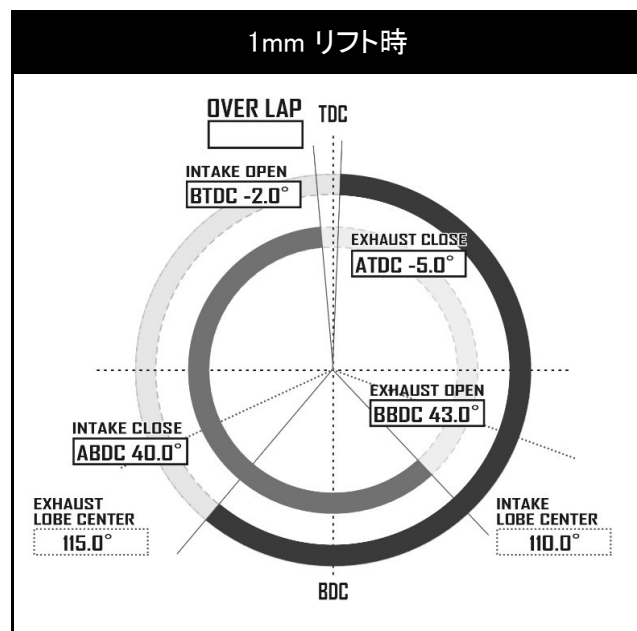 1mm リフト時
OVER LAP
TDC
INTAKE OPEN
BTDC -2.0°
EXHAUST CLOSE
ATDC -5.0°
EXHAUST OPEN
BBDC 43.0°
INTAKE CLOSE
ABDC 40.0°
EXHAUST
LOBE CENTER
115.0°
INTAKE
LOBE CENTER
110.0°
BDC